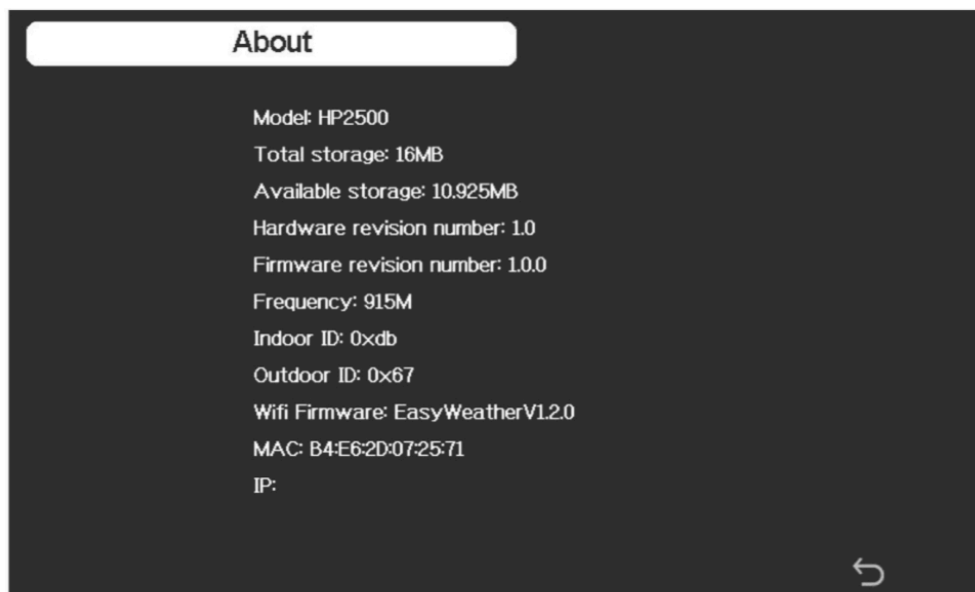 About
Model: HP2500
Total storage: 16MB
Available storage: 10.925MB
Hardware revision number: 1.0
Firmware revision number: 1.0.0
Frequency: 915M
Indoor ID: 0xdb
Outdoor ID: 0x67
Wifi Firmware: EasyWeatherV1.2.0
MAC: B4:E6:2D:07:25:71
IP: